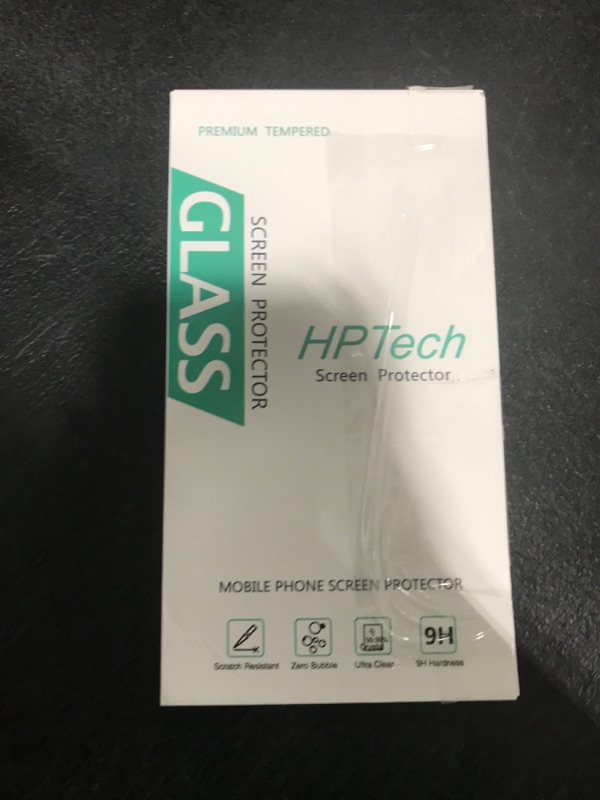 PREMIUM TEMPERED
GLASS
SCREEN PROTECTOR
HPTech
Screen Protector
MOBILE PHONE SCREEN PROTECTOR
Scratch Resistant
Zero Bubble
Ultra Clear
9H
9H Hardness